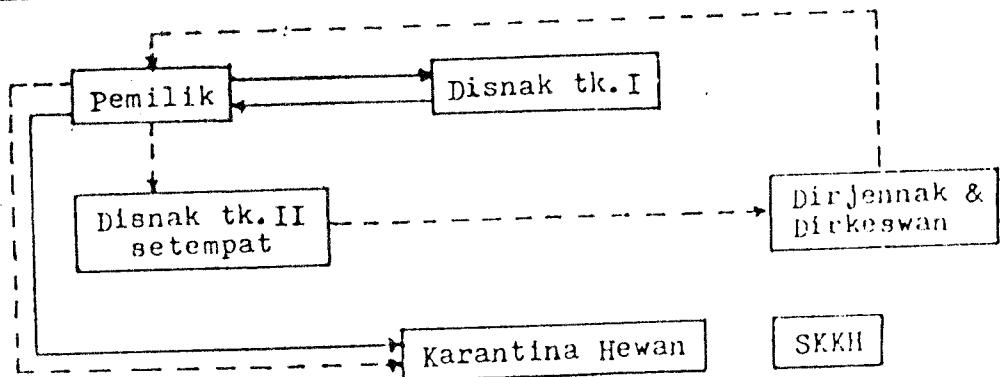 Pemilik
Disnak tk.I
Disnak tk.II
setempat
Dirjennak &
Dirkeswan
Karantina Hewan
SKKH